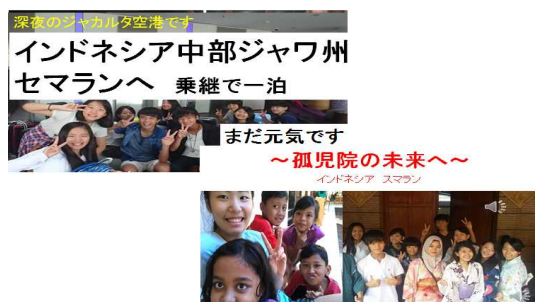 深夜のジャカルタ空港です
インドネシア中部ジャワ州
セマランへ 乗継で一泊
まだ元気です
～孤児院の未来へ～
インドネシア スマラン